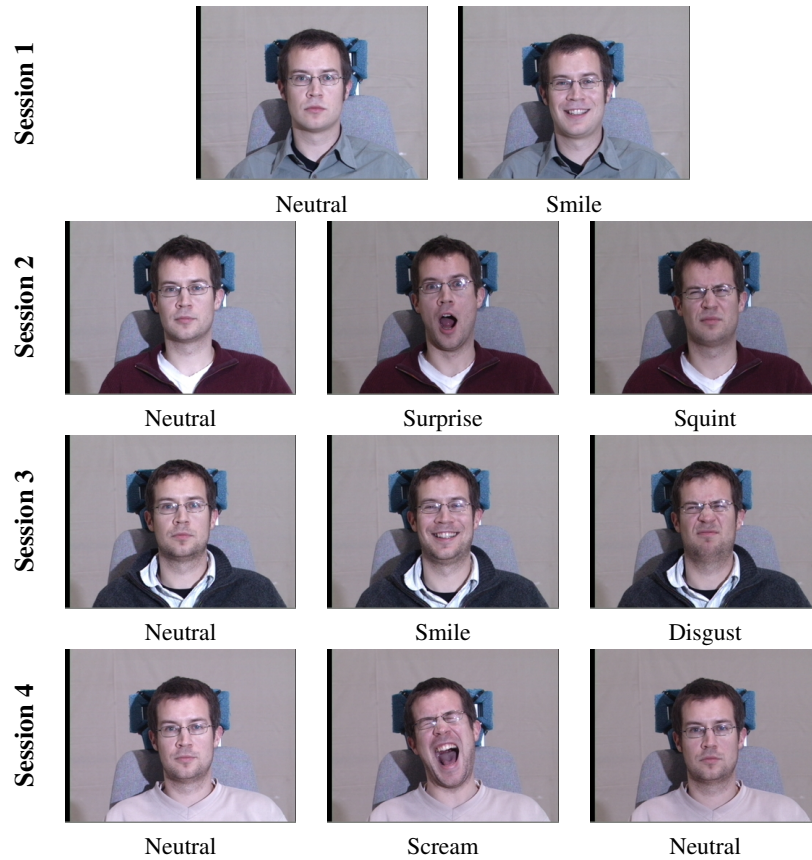 Session 1
Neutral Smile
Session 2
Neutral Surprise Squint
Session 3
Neutral Smile Disgust
Session 4
Neutral Scream Neutral